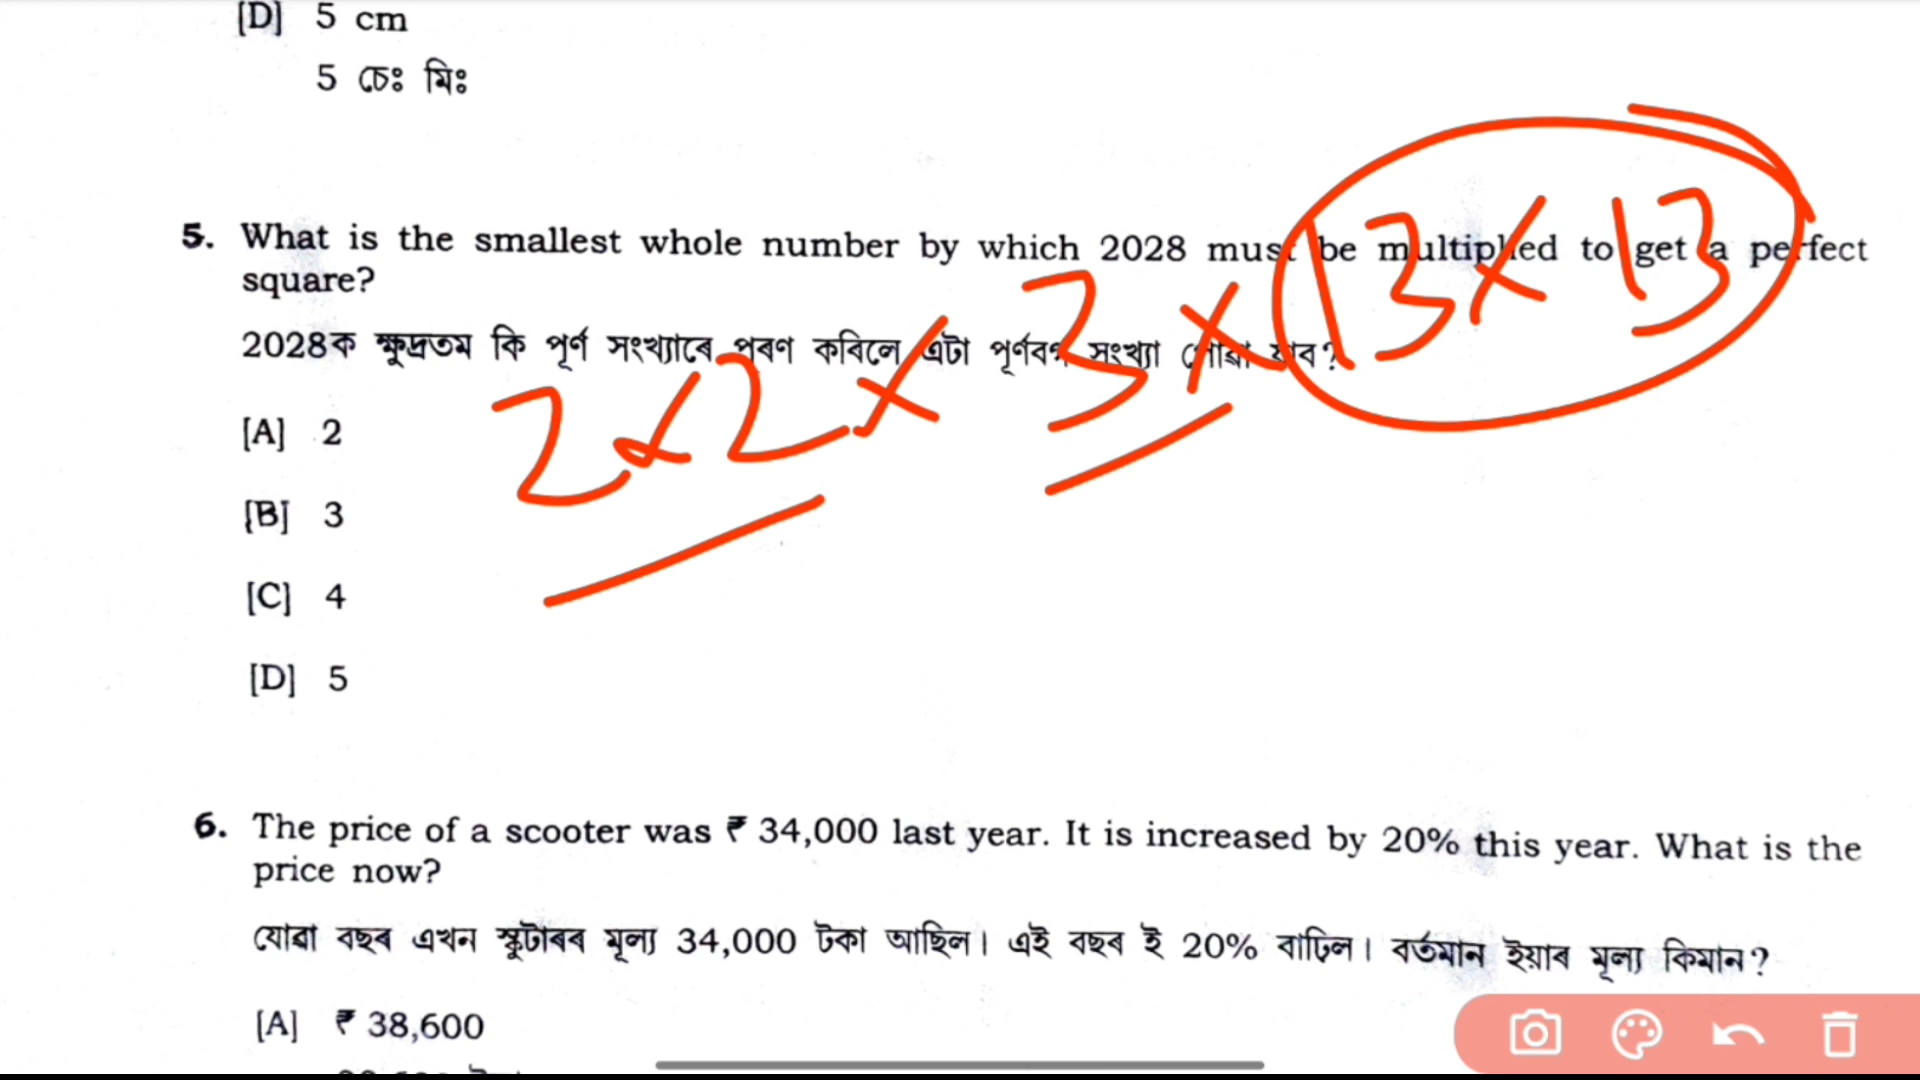 [D] 5 cm
5 চেঃ মিঃ
5. What is the smallest whole number by which 2028 must be multiplied to get a perfect
square?
2028ক ক্ষুদ্ৰতম কি পূৰ্ণ সংখ্যাৰে পূৰণ কৰিলে এটা পূৰ্ণবৰ্গ সংখ্যা পোৱা যাব?
2 × 2 × 3 × 13 × 13
[A] 2
[B] 3
[C] 4
[D] 5
6. The price of a scooter was ₹ 34,000 last year. It is increased by 20% this year. What is the
price now?
যোৱা বছৰ এখন স্কুটাৰৰ মূল্য 34,000 টকা আছিল। এই বছৰ ই 20% বাঢ়িল। বৰ্তমান ইয়াৰ মূল্য কিমান?
[A] ₹ 38,600